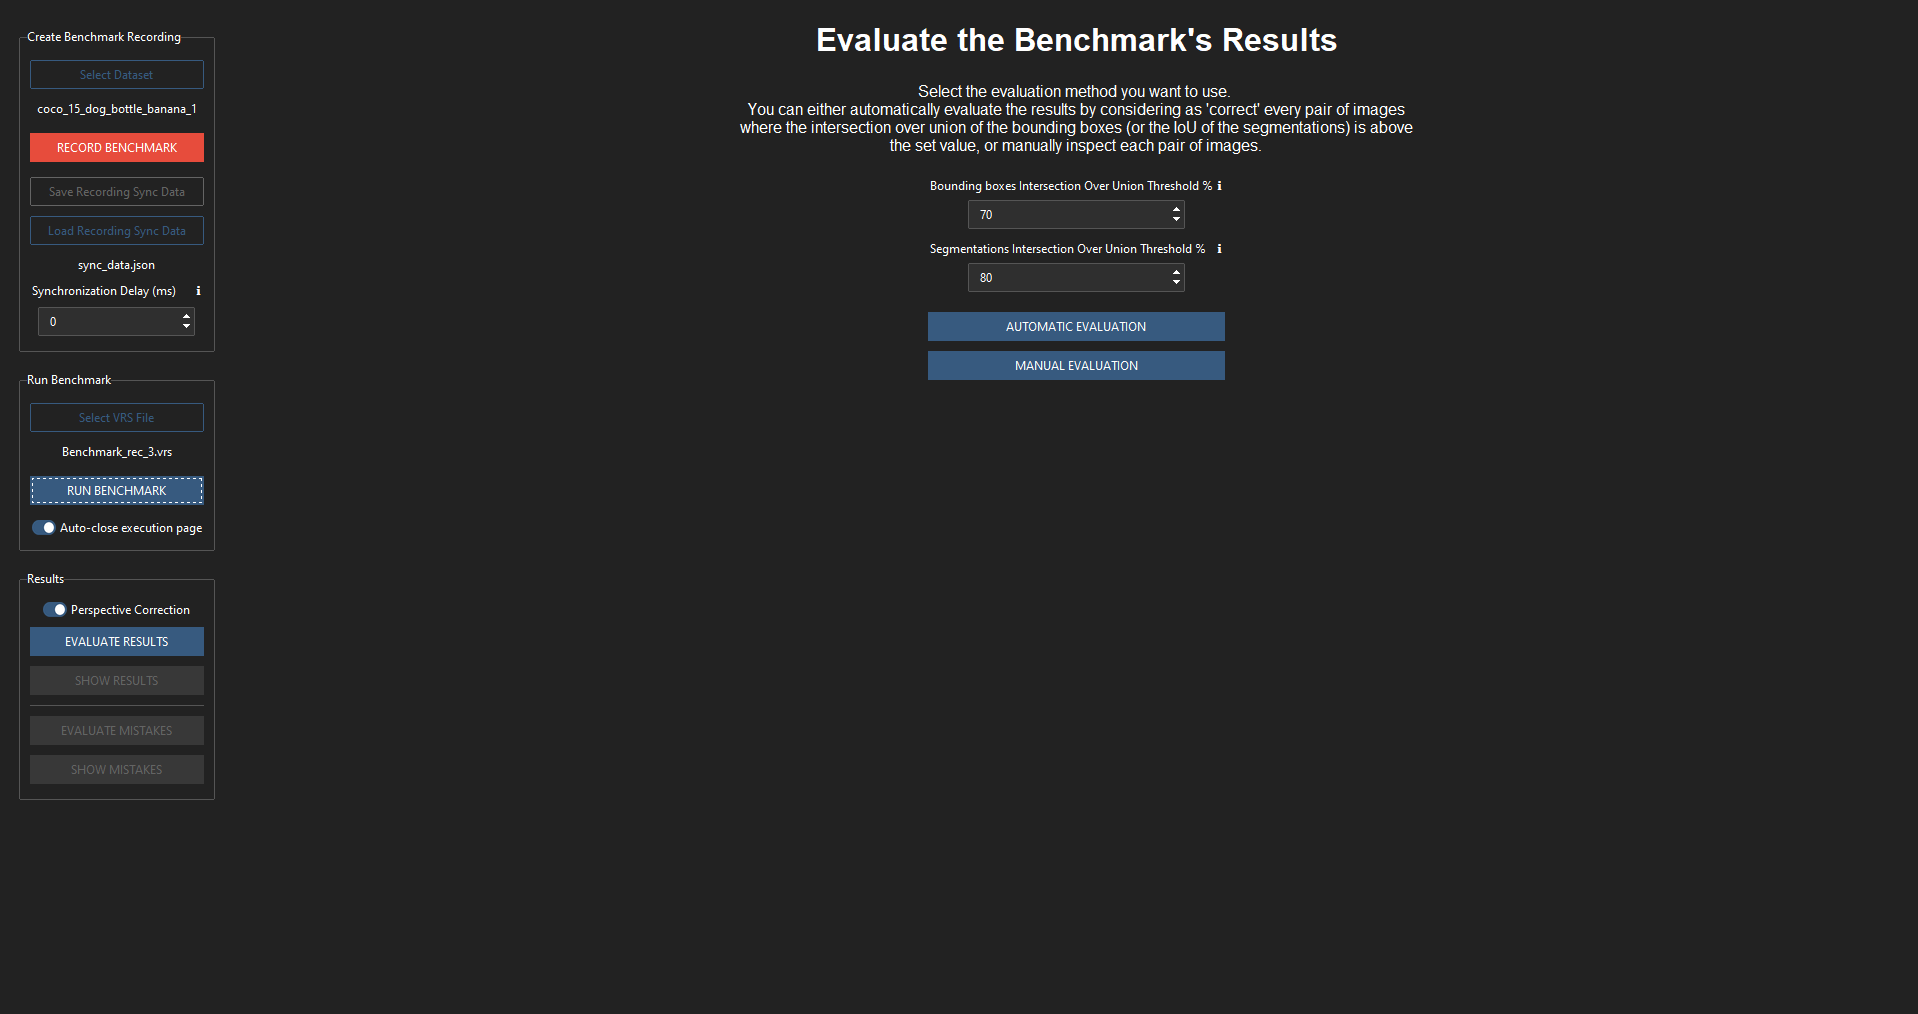 Create Benchmark Recording
Select Dataset
coco_15_dog_bottle_banana_1
RECORD BENCHMARK
Save Recording Sync Data
Load Recording Sync Data
sync_data.json
Synchronization Delay (ms) i
0
Run Benchmark
Select VRS File
Benchmark_rec_3.vrs
RUN BENCHMARK
Auto-close execution page
Results
Perspective Correction
EVALUATE RESULTS
SHOW RESULTS
EVALUATE MISTAKES
SHOW MISTAKES
Evaluate the Benchmark's Results
Select the evaluation method you want to use.
You can either automatically evaluate the results by considering as 'correct' every pair of images
where the intersection over union of the bounding boxes (or the IoU of the segmentations) is above
the set value, or manually inspect each pair of images.
Bounding boxes Intersection Over Union Threshold % i
70
Segmentations Intersection Over Union Threshold % i
80
AUTOMATIC EVALUATION
MANUAL EVALUATION